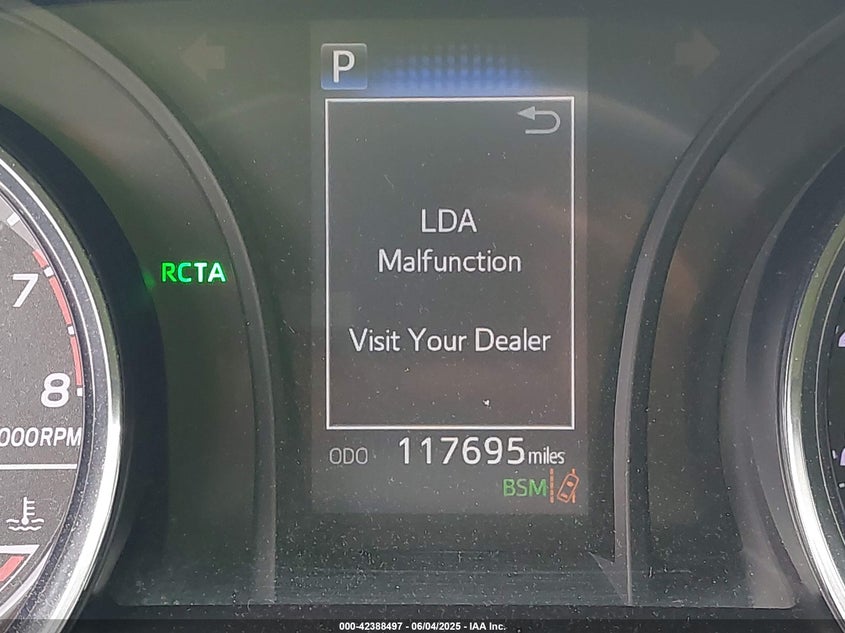 P
LDA
Malfunction
Visit Your Dealer
RCTA
7
8
000RPM
ODO 117695 miles
BSM
000-42388497 - 06/04/2025 - IAA Inc.